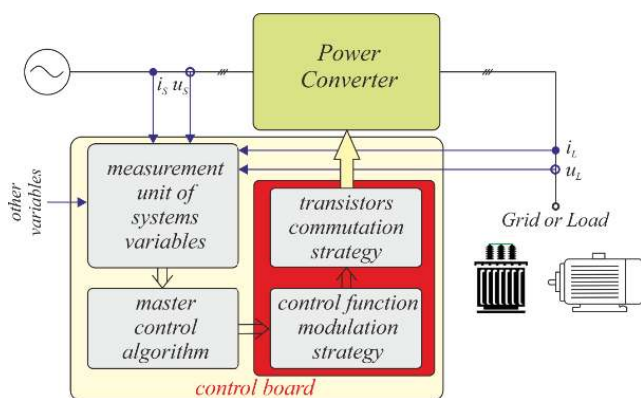 Power
Converter
i_S u_S
i_L
u_L
Grid or Load
other
variables
measurement
unit of
systems
variables
transistors
commutation
strategy
master
control
algorithm
control function
modulation
strategy
control board